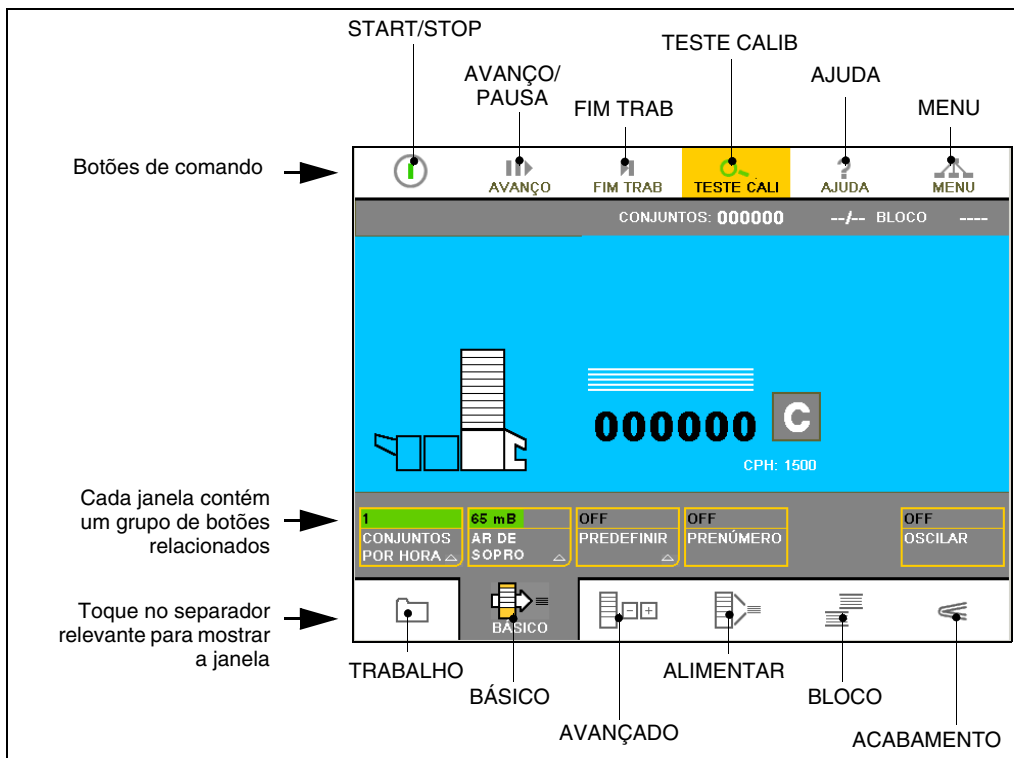 START/STOP
TESTE CALIB
AVANÇO/
PAUSA
AJUDA
FIM TRAB
MENU
Botões de comando
AVANÇO
FIM TRAB
TESTE CALI
AJUDA
MENU
CONJUNTOS: 000000 --/-- BLOCO ----
000000 C
CPH: 1500
Cada janela contém
um grupo de botões
relacionados
1
CONJUNTOS
POR HORA
65 mB
AR DE
SOPRO
OFF
PREDEFINIR
OFF
PRENÚMERO
OFF
OSCILAR
Toque no separador
relevante para mostrar
a janela
BÁSICO
TRABALHO
BÁSICO
AVANÇADO
ALIMENTAR
BLOCO
ACABAMENTO